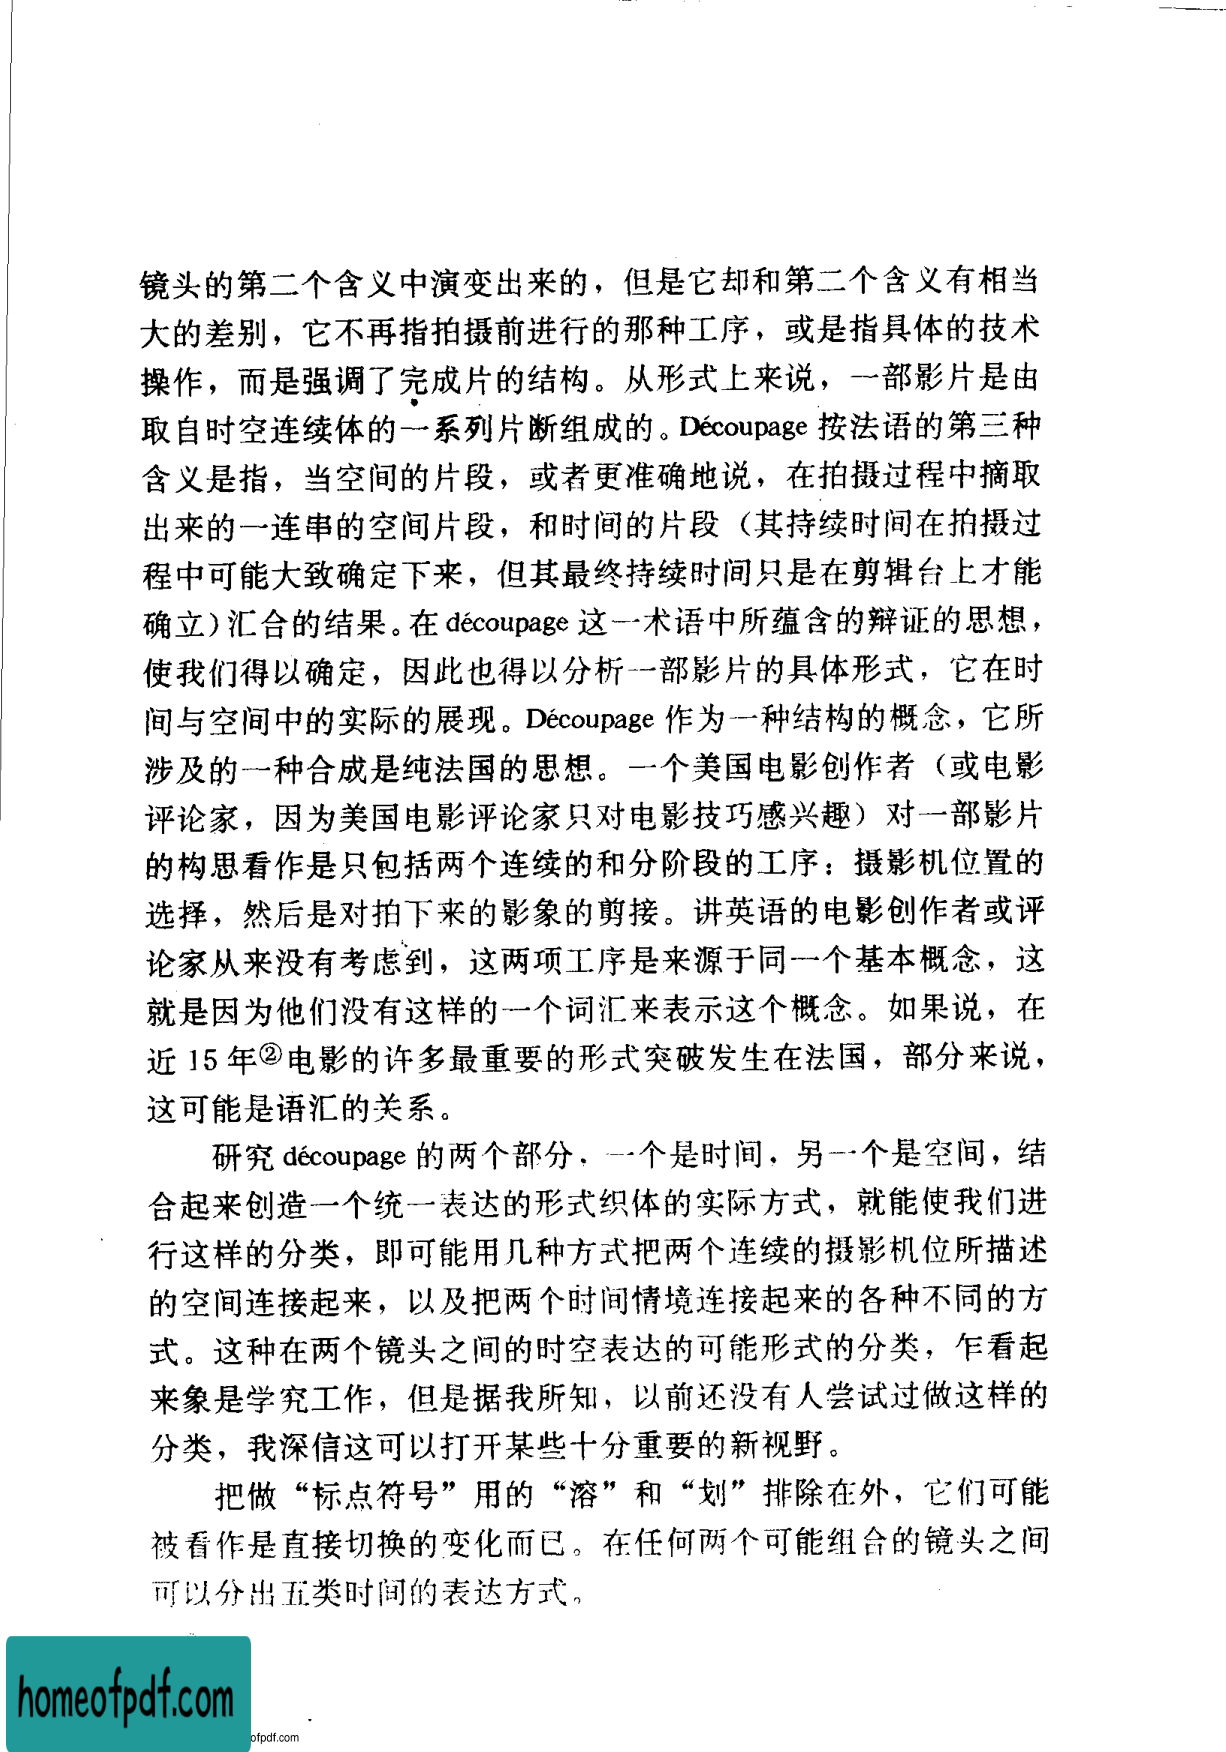 镜头的第二个含义中演变出来的，但是它却和第二个含义有相当
大的差别，它不再指拍摄前进行的那种工序，或是指具体的技术
操作，而是强调了完成片的结构。从形式上来说，一部影片是由
取自时空连续体的一系列片断组成的。Découpage 按法语的第三种
含义是指，当空间的片段，或者更准确地说，在拍摄过程中摘取
出来的一连串的空间片段，和时间的片段（其持续时间在拍摄过
程中可能大致确定下来，但其最终持续时间只是在剪辑台上才能
确立）汇合的结果。在 découpage 这一术语中所蕴含的辩证的思想，
使我们得以确定，因此也得以分析一部影片的具体形式，它在时
间与空间中的实际的展现。Découpage 作为一种结构的概念，它所
涉及的一种合成是纯法国的思想。一个美国电影创作者（或电影
评论家，因为美国电影评论家只对电影技巧感兴趣）对一部影片
的构思看作是只包括两个连续的和分阶段的工序：摄影机位置的
选择，然后是对拍下来的影象的剪接。讲英语的电影创作者或评
论家从来没有考虑到，这两项工序是来源于同一个基本概念，这
就是因为他们没有这样的一个词汇来表示这个概念。如果说，在
近 15 年②电影的许多最重要的形式突破发生在法国，部分来说，
这可能是语汇的关系。
研究 découpage 的两个部分，一个是时间，另一个是空间，结
合起来创造一个统一表达的形式织体的实际方式，就能使我们进
行这样的分类，即可能用几种方式把两个连续的摄影机位所描述
的空间连接起来，以及把两个时间情境连接起来的各种不同的方
式。这种在两个镜头之间的时空表达的可能形式的分类，乍看起
来象是学究工作，但是据我所知，以前还没有人尝试过做这样的
分类，我深信这可以打开某些十分重要的新视野。
把做“标点符号”用的“溶”和“划”排除在外，它们可能
被看作是直接切换的变化而已。在任何两个可能组合的镜头之间
可以分出五类时间的表达方式。
homeofpdf.com
ofpdf.com